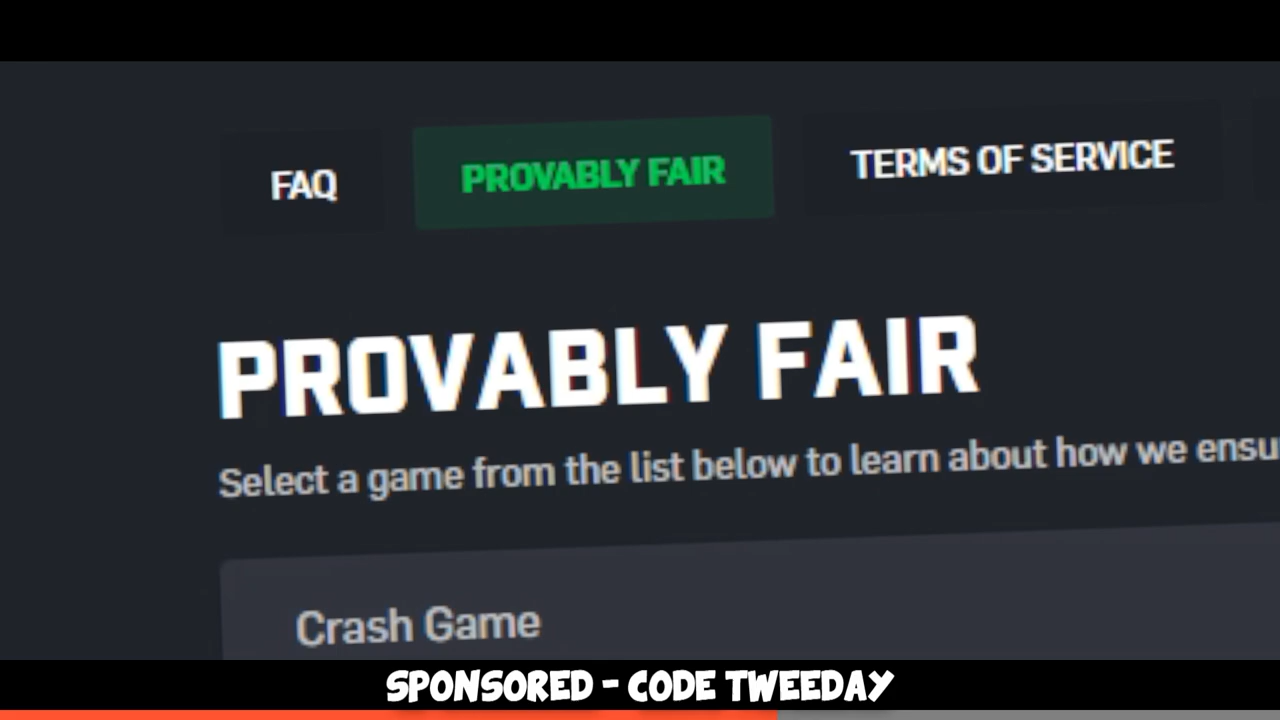 FAQ
PROVABLY FAIR
TERMS OF SERVICE
PROVABLY FAIR
Select a game from the list below to learn about how we
Crash Game
SPONSORED - CODE TWEEDAY